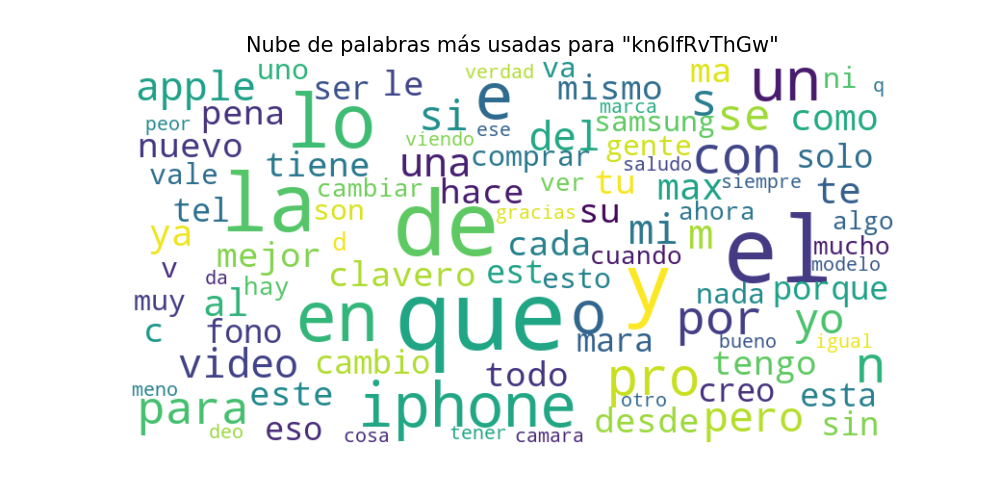 Nube de palabras más usadas para "kn6IfRvThGw"
apple uno ser le verdad va mismo ma un ni q
peor pena lo si e ese marca s samsung se como
nuevo tiene viendo una comprar del gente saludo con solo
vale la cambiar hace ver tu max siempre te
tel son de gracias su mi ahora algo
ya d cada cuando m el mucho
v mejor da clavero est esto y modelo
muy al hay en que o nada porque
c fono mara por bueno yo igual
video cambio todo pro tengo n
meno para este iphone otro creo esta
deo eso cosa tener camara desde pero sin